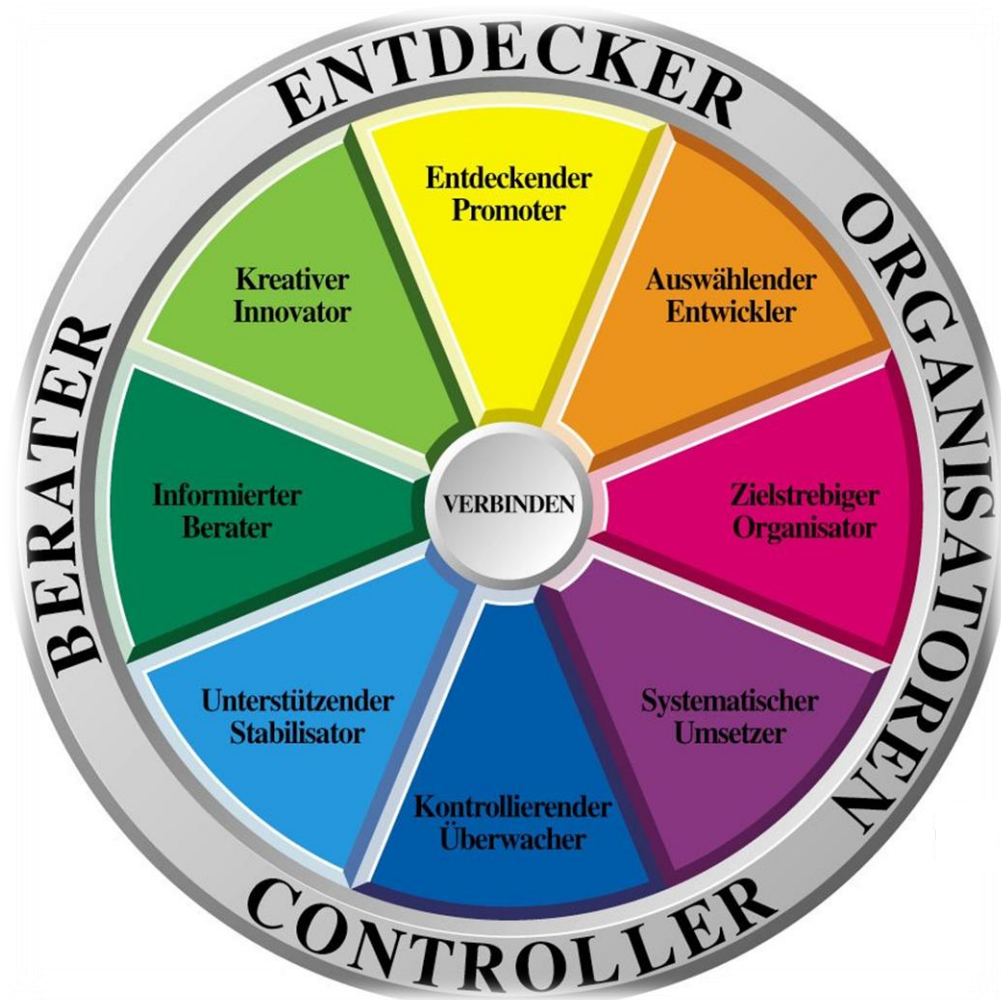 ENTDECKER
ORGANISATOREN
CONTROLLER
BERATER
Entdeckender
Promoter
Auswählender
Entwickler
Zielstrebiger
Organisator
Systematischer
Umsetzer
Kontrollierender
Überwacher
Unterstützender
Stabilisator
Informierter
Berater
Kreativer
Innovator
VERBINDEN